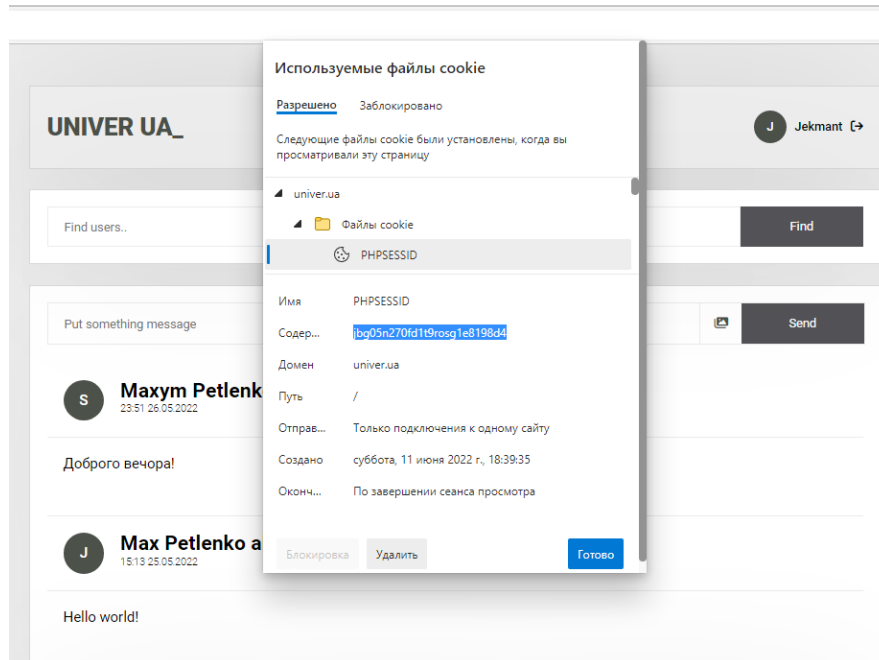 Используемые файлы cookie
Разрешено Заблокировано
Следующие файлы cookie были установлены, когда вы
просматривали эту страницу
univer.ua
Файлы cookie
PHPSESSID
Имя PHPSESSID
Содер... jbg05n270fd1t9rosg1e8198d4
Домен univer.ua
Путь /
Отправ... Только подключения к одному сайту
Создано суббота, 11 июня 2022 г., 18:39:35
Оконч... По завершении сеанса просмотра
Блокировка Удалить Готово
UNIVER UA_
J Jekmant
Find users.. Find
Put something message Send
S Maxym Petlenk
23:51 26.05.2022
Доброго вечора!
J Max Petlenko a
15:13 25.05.2022
Hello world!